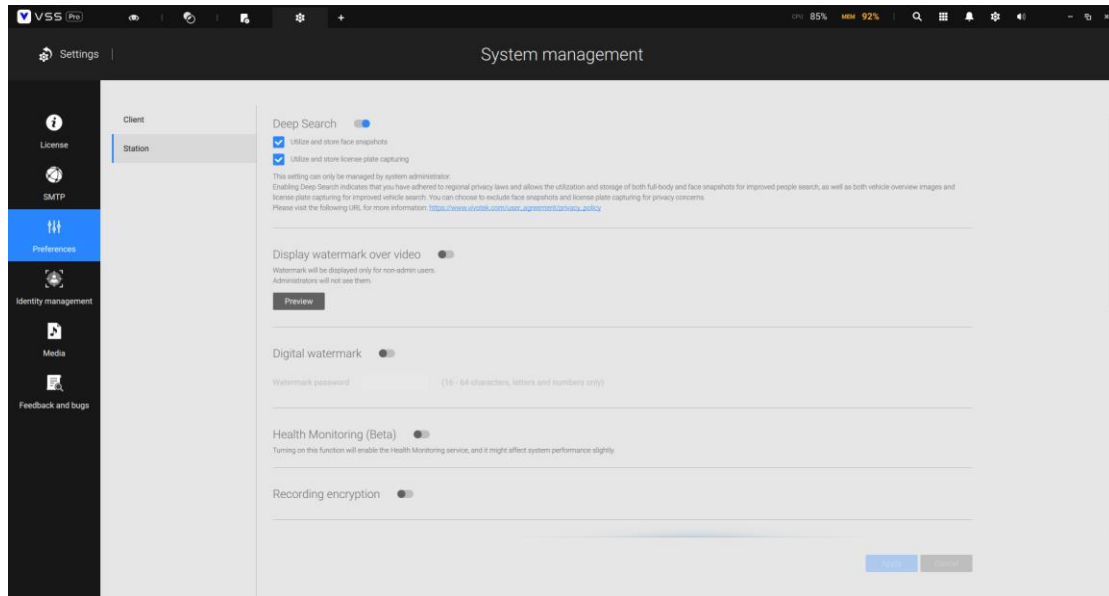 VSS Pro
CPU 85% MEM 92%
Settings
System management
License
SMTP
Preferences
Identity management
Media
Feedback and bugs
Client
Station
Deep Search
Utilize and store face snapshots
Utilize and store license plate capturing
This setting can only be managed by system administrator.
Enabling Deep Search indicates that you have adhered to regional privacy laws and allows the utilization and storage of both full-body and face snapshots for improved people search, as well as both vehicle overview images and
license plate capturing for improved vehicle search. You can choose to exclude face snapshots and license plate capturing for privacy concerns.
Please visit the following URL for more information: https://www.vivotek.com/user_agreement/privacy_policy
Display watermark over video
Watermark will be displayed only for non-admin users.
Administrators will not see them.
Preview
Digital watermark
Watermark password (16 - 64 characters, letters and numbers only)
Health Monitoring (Beta)
Turning on this function will enable the Health Monitoring service, and it might affect system performance slightly.
Recording encryption
Apply Cancel